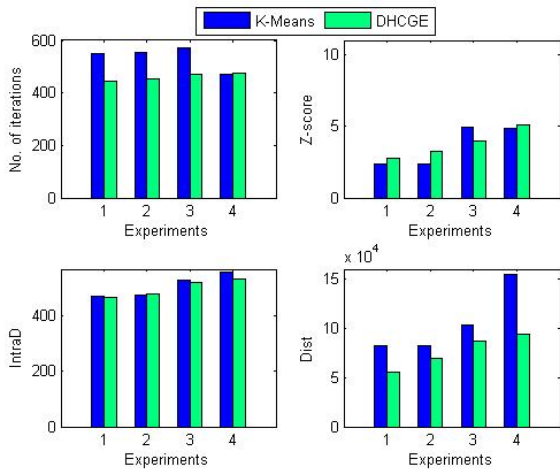 K-Means DHCGE
No. of iterations
600
400
200
0
1 2 3 4
Experiments
Z-score
10
5
0
1 2 3 4
Experiments
IntraD
400
200
0
1 2 3 4
Experiments
x 10^4
Dist
15
10
5
0
1 2 3 4
Experiments